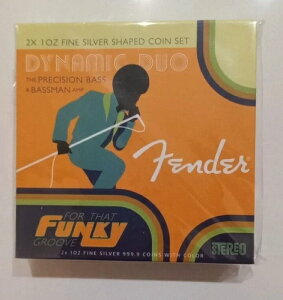 2X 1OZ FINE SILVER SHAPED COIN SET
DYNAMIC DUO
THE PRECISION BASS
& BASSMAN AMP
Fender
FOR THAT
FUNKY
GROOVE
STEREO
2x 1OZ FINE SILVER 999.9 COINS WITH COLOR